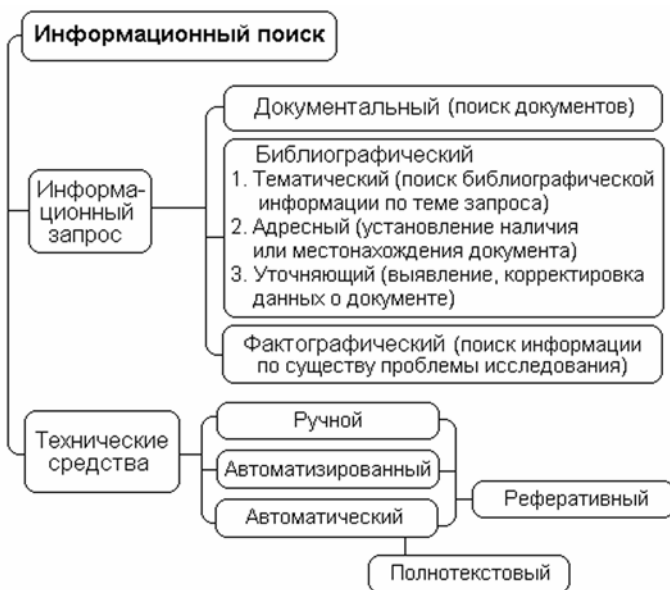 Информационный поиск
Информа-
ционный
запрос
Документальный (поиск документов)
Библиографический
1. Тематический (поиск библиографической
информации по теме запроса)
2. Адресный (установление наличия
или местонахождения документа)
3. Уточняющий (выявление, корректировка
данных о документе)
Фактографический (поиск информации
по существу проблемы исследования)
Технические
средства
Ручной
Автоматизированный
Автоматический
Реферативный
Полнотекстовый